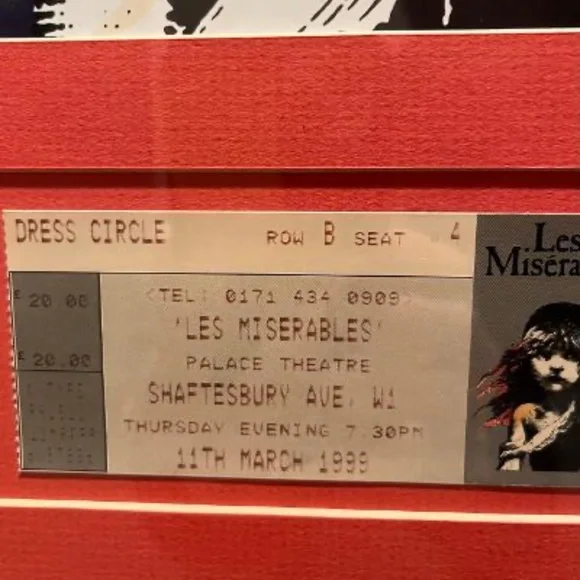 DRESS CIRCLE ROW B SEAT 4
Les
Miséra
£ 20.00
<TEL: 0171 434 0909>
'LES MISERABLES'
PALACE THEATRE
£ 20.00
SHAFTESBURY AVE, W1
THURSDAY EVENING 7.30PM
11TH MARCH 1999